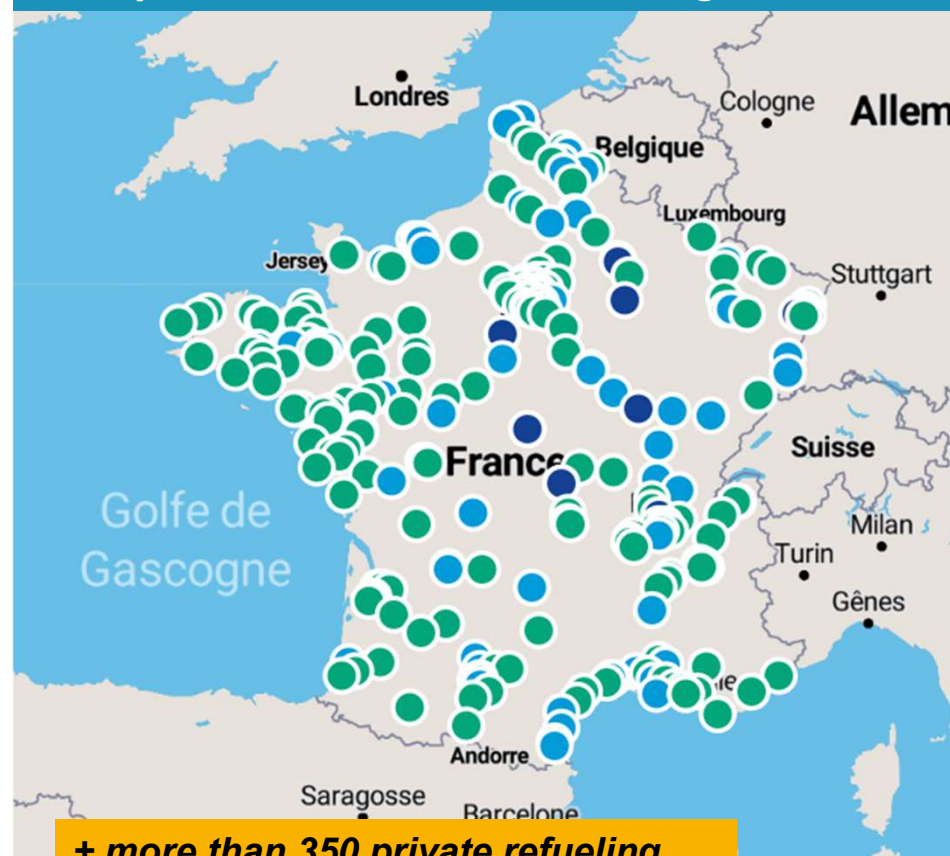 Londres
Cologne
Allem
Belgique
Luxembourg
Jersey
Stuttgart
France
Suisse
Golfe de
Gascogne
Milan
Turin
Gênes
Andorre
Saragosse
Barcelone
+ more than 350 private refueling